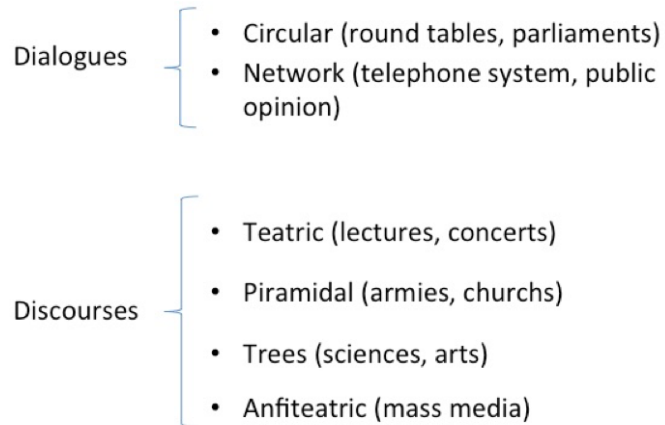 Dialogues
• Circular (round tables, parliaments)
• Network (telephone system, public
opinion)
Discourses
• Teatric (lectures, concerts)
• Piramidal (armies, churchs)
• Trees (sciences, arts)
• Anfiteatric (mass media)